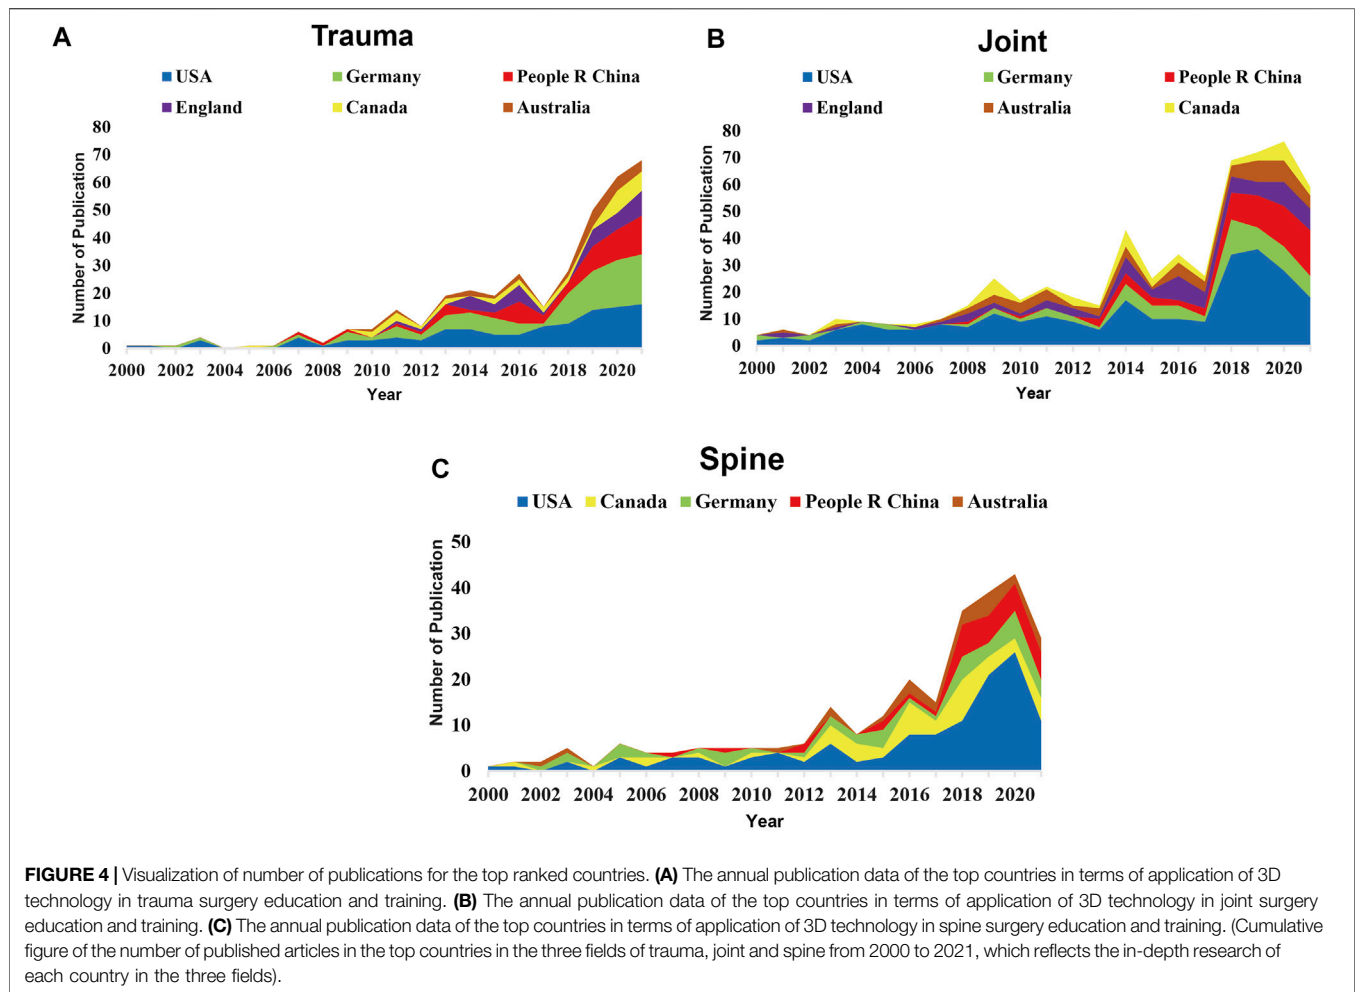 A
Trauma
USA Germany People R China
England Canada Australia
Number of Publication
80
70
60
50
40
30
20
10
0
2000 2002 2004 2006 2008 2010 2012 2014 2016 2018 2020
Year
B
Joint
USA Germany People R China
England Australia Canada
Number of Publication
80
70
60
50
40
30
20
10
0
2000 2002 2004 2006 2008 2010 2012 2014 2016 2018 2020
Year
C
Spine
USA Canada Germany People R China Australia
Number of Publication
50
40
30
20
10
0
2000 2002 2004 2006 2008 2010 2012 2014 2016 2018 2020
Year
FIGURE 4 | Visualization of number of publications for the top ranked countries. (A) The annual publication data of the top countries in terms of application of 3D
technology in trauma surgery education and training. (B) The annual publication data of the top countries in terms of application of 3D technology in joint surgery
education and training. (C) The annual publication data of the top countries in terms of application of 3D technology in spine surgery education and training. (Cumulative
figure of the number of published articles in the top countries in the three fields of trauma, joint and spine from 2000 to 2021, which reflects the in-depth research of
each country in the three fields).